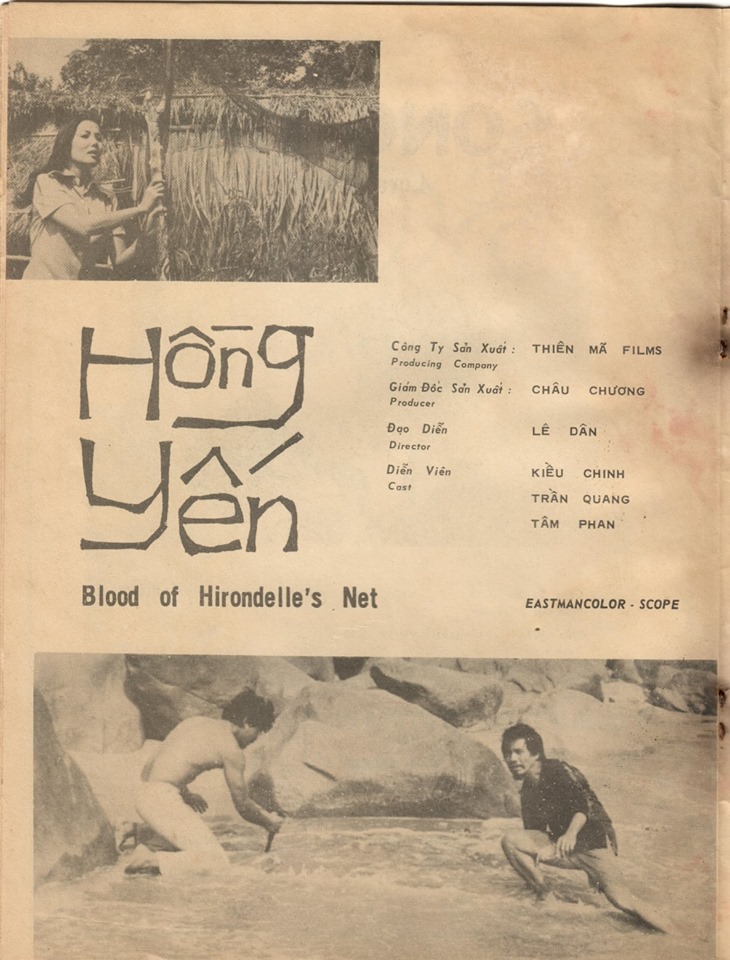 Hồng
Yến
Blood of Hirondelle's Net
Công Ty Sản Xuất : THIÊN MÃ FILMS
Producing Company
Giám Đốc Sản Xuất : CHÂU CHƯƠNG
Producer
Đạo Diễn LÊ DÂN
Director
Diễn Viên KIỀU CHINH
Cast
TRẦN QUANG
TÂM PHAN
EASTMANCOLOR - SCOPE